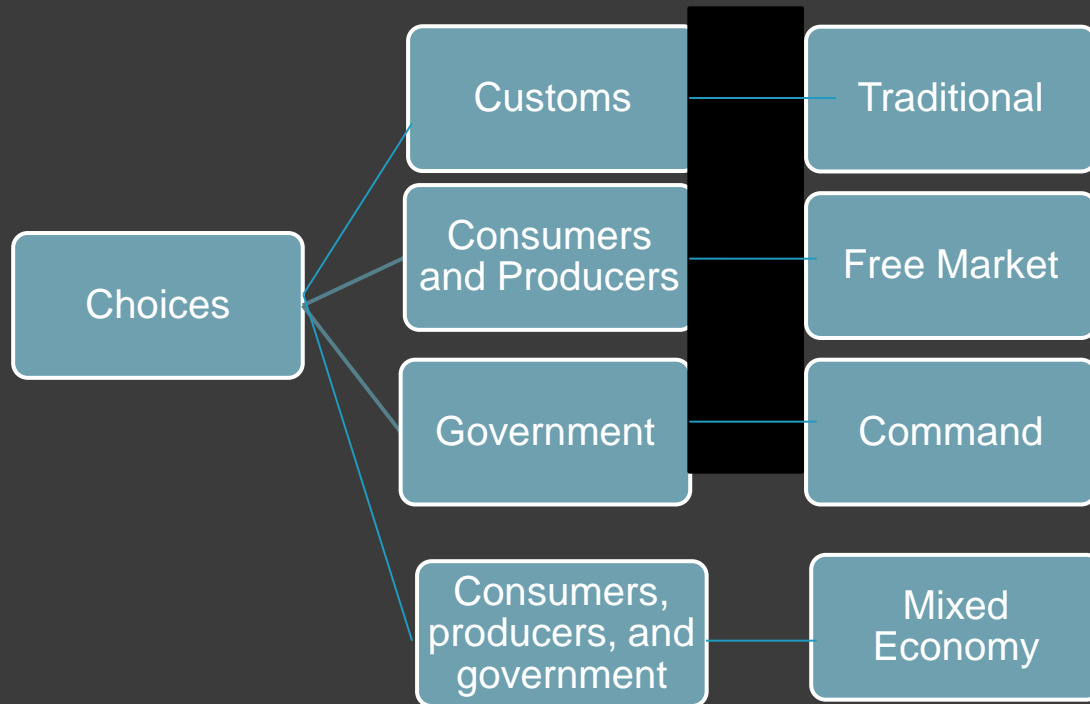 Customs
Traditional
Consumers
and Producers
Free Market
Choices
Government
Command
Consumers,
producers, and
government
Mixed
Economy